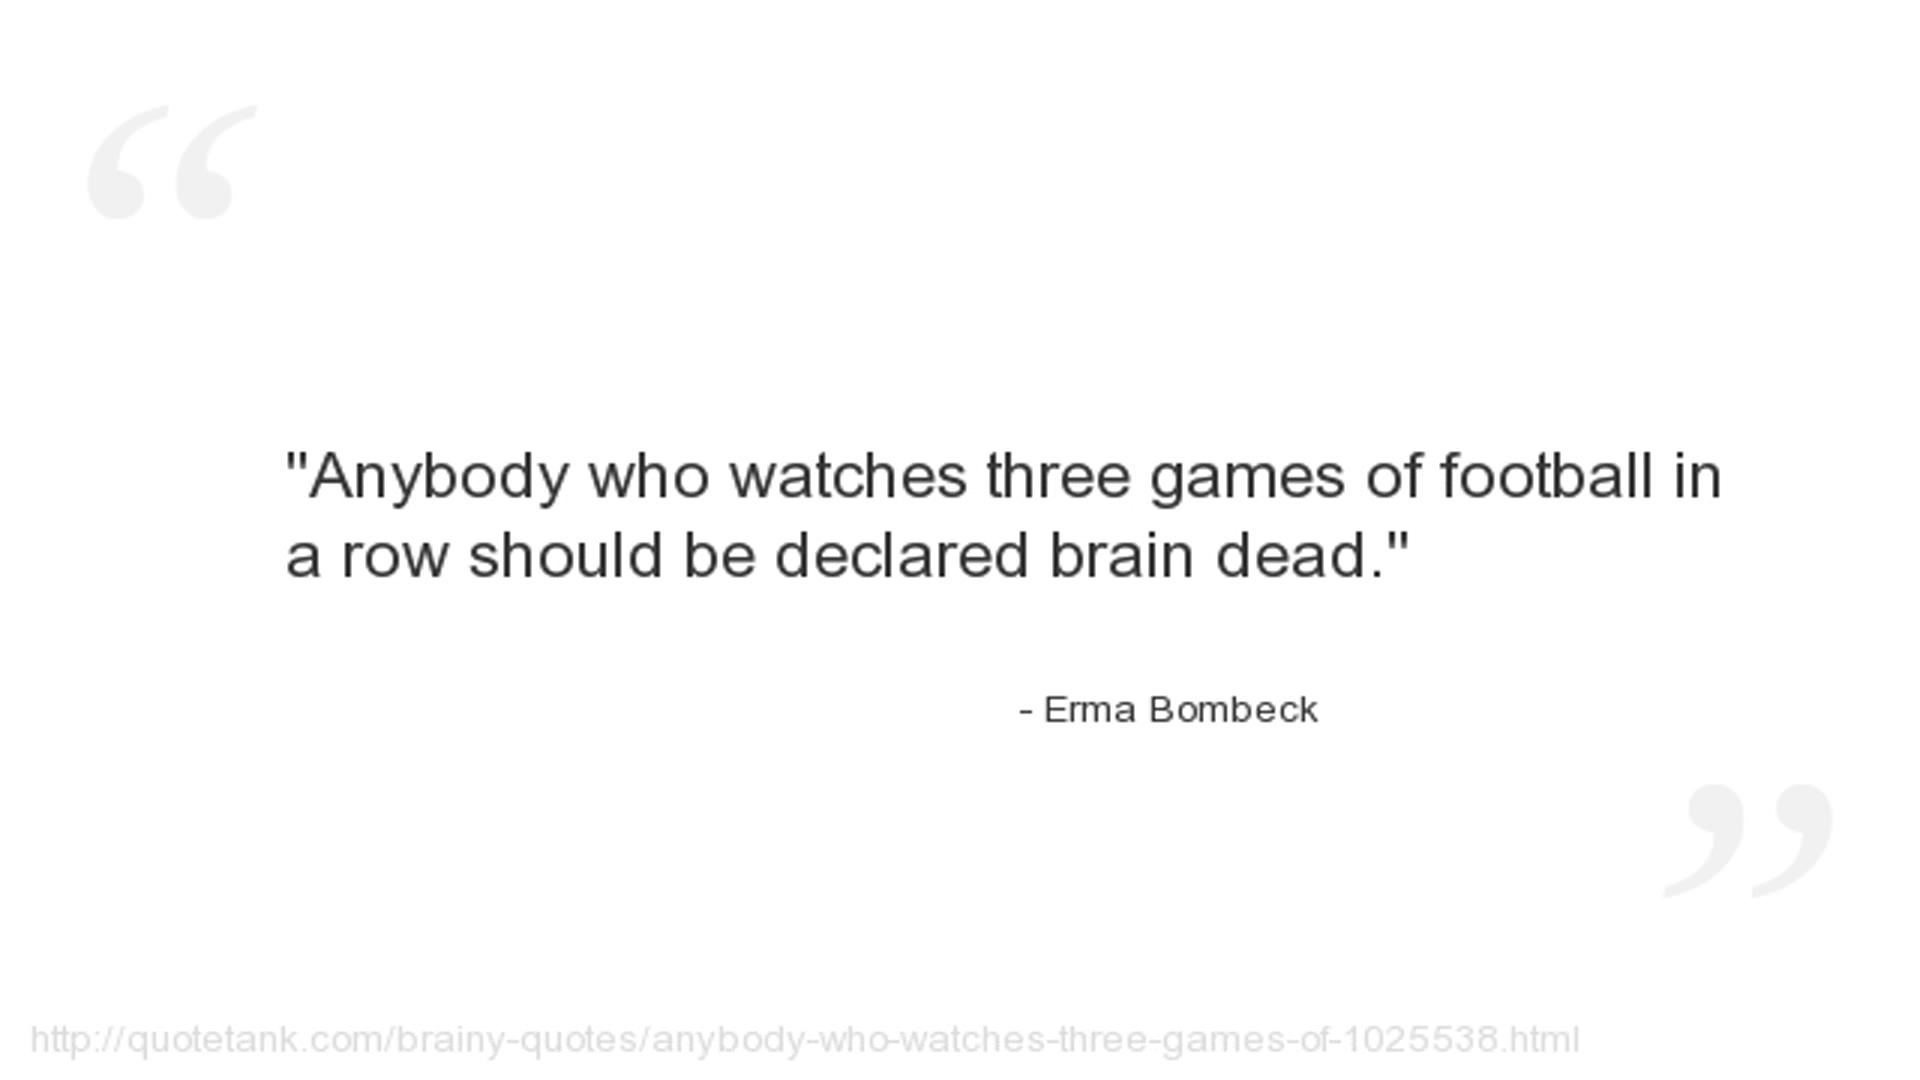 "Anybody who watches three games of football in
a row should be declared brain dead."
- Erma Bombeck
http://quotetank.com/brainy-quotes/anybody-who-watches-three-games-of-1025538.html